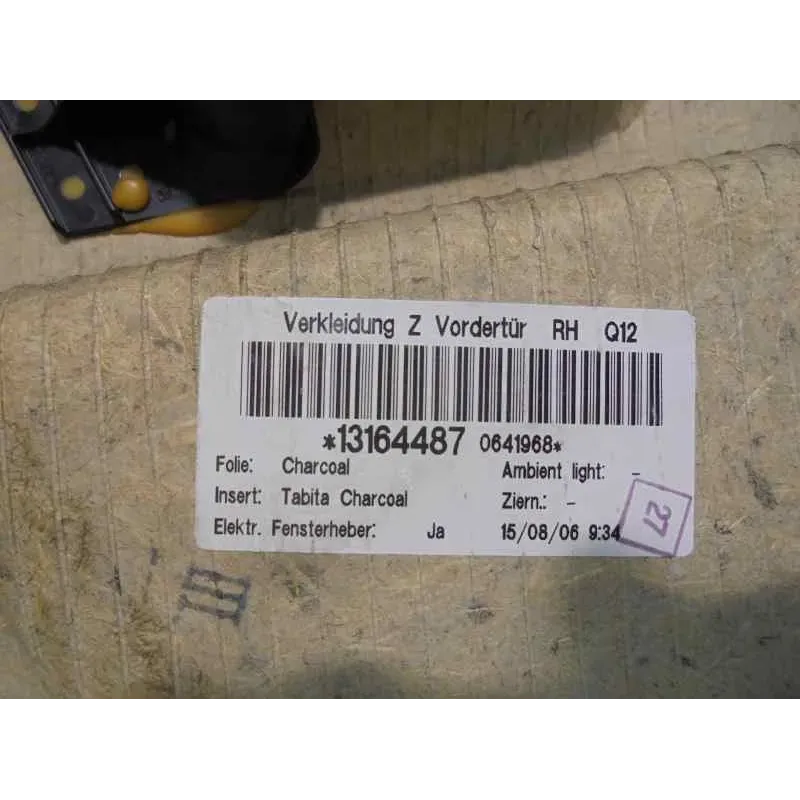 Verkleidung Z Vordertür RH Q12
*13164487 0641968*
Folie: Charcoal Ambient light: -
Insert: Tabita Charcoal Ziern.: -
Elektr. Fensterheber: Ja 15/08/06 9:34
27